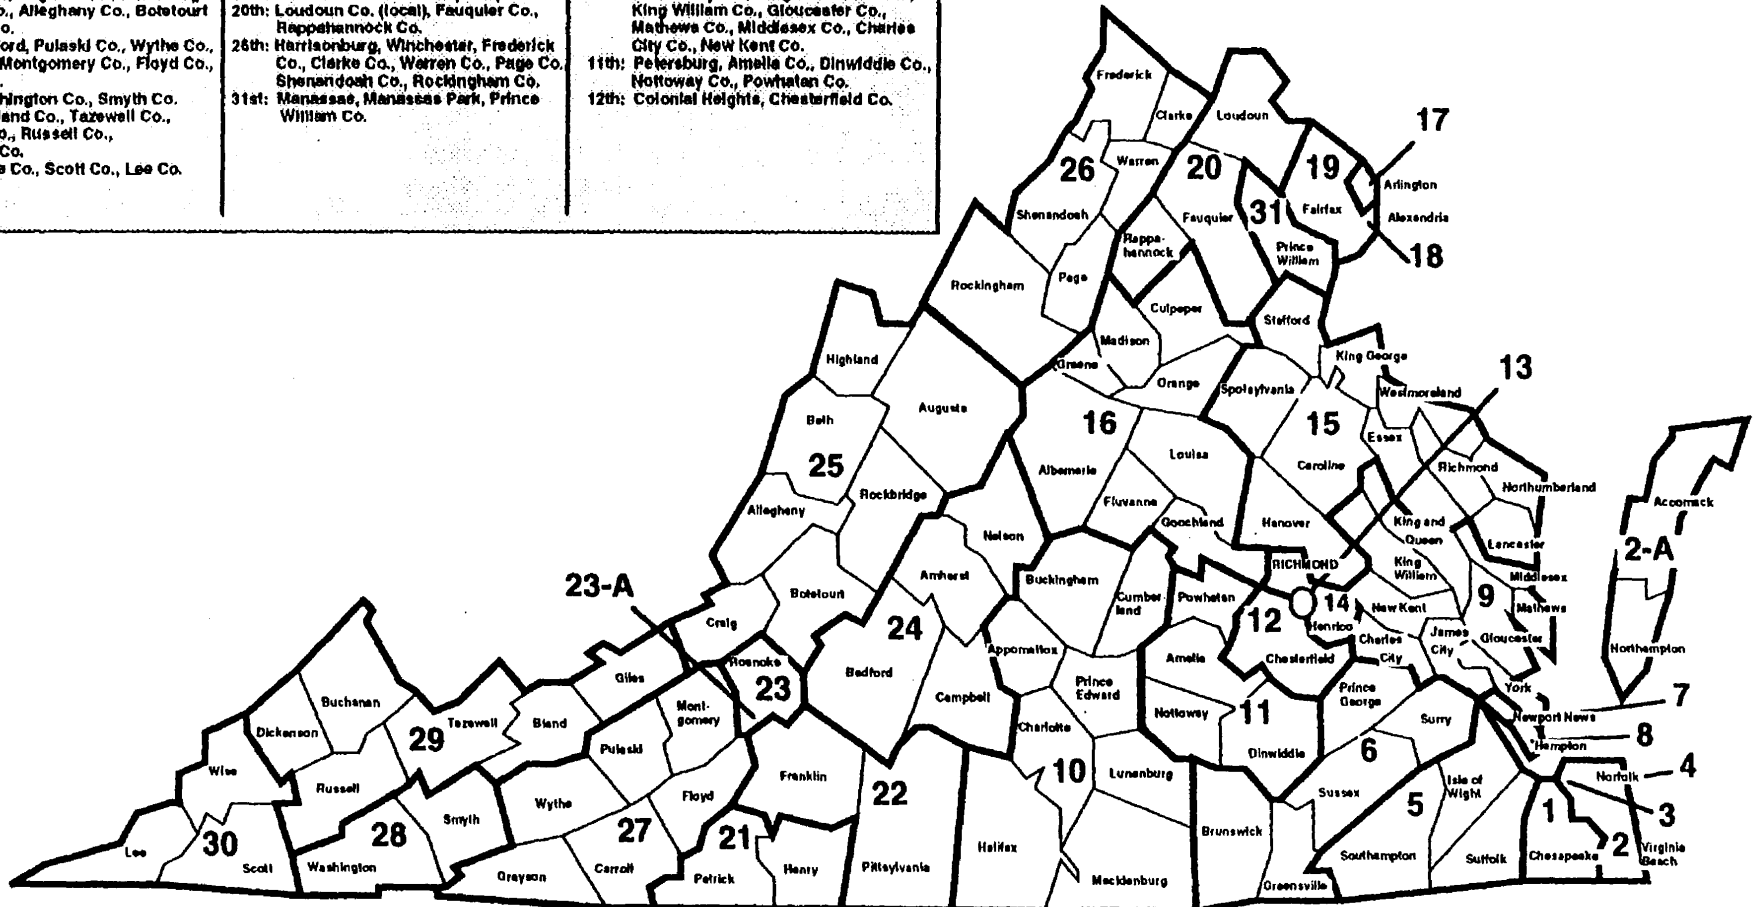 o., Alleghany Co., Botetourt
o.
ord, Pulaski Co., Wythe Co.,
Montgomery Co., Floyd Co.,
hington Co., Smyth Co.
and Co., Tazewell Co.,
o., Russell Co.,
Co.
e Co., Scott Co., Lee Co.
20th: Loudoun Co. (local), Fauquier Co.,
Rappahannock Co.
26th: Harrisonburg, Winchester, Frederick
Co., Clarke Co., Warren Co., Page Co.
Shenandoah Co., Rockingham Co.
31st: Manassas, Manassas Park, Prince
William Co.
King William Co., Gloucester Co.,
Mathews Co., Middlesex Co., Charles
City Co., New Kent Co.
11th: Petersburg, Amelia Co., Dinwiddie Co.,
Nottoway Co., Powhatan Co.
12th: Colonial Heights, Chesterfield Co.
Frederick
Clarke
Loudoun
17
26
Warren
20
19
Arlington
Shenandoah
Fauquier
31
Fairfax
Alexandria
Rappa-
hannock
Prince
William
18
Rockingham
Page
Culpeper
Stafford
Highland
Madison
King George
Greene
Orange
Spotsylvania
Westmoreland
13
Augusta
Bath
16
15
Essex
25
Albemarle
Louisa
Caroline
Richmond
Rockbridge
Fluvanna
Northumberland
Accomack
Alleghany
Goochland
Hanover
King and
Queen
Nelson
Lancaster
2-A
RICHMOND
King
William
Middlesex
23-A
Botetourt
Amherst
Buckingham
Cumber-
land
Powhatan
12
14
Henrico
New Kent
9
Mathews
Craig
24
Charles
City
James
City
Gloucester
Northampton
Appomattox
Amelia
Chesterfield
Roanoke
23
Giles
Bedford
Campbell
Prince
Edward
Prince
George
York
7
Buchanan
Mont-
gomery
Nottoway
11
Surry
Newport News
Dickenson
29
Tazewell
Bland
Charlotte
Dinwiddie
6
8
Hampton
Wise
Pulaski
Franklin
10
Lunenburg
Norfolk
4
Russell
Wythe
Floyd
22
Sussex
5
Isle of
Wight
1
3
Smyth
27
21
Brunswick
Lee
30
28
Halifax
2
Virginia
Beach
Scott
Washington
Grayson
Carroll
Patrick
Henry
Pittsylvania
Mecklenburg
Greensville
Southampton
Suffolk
Chesapeake